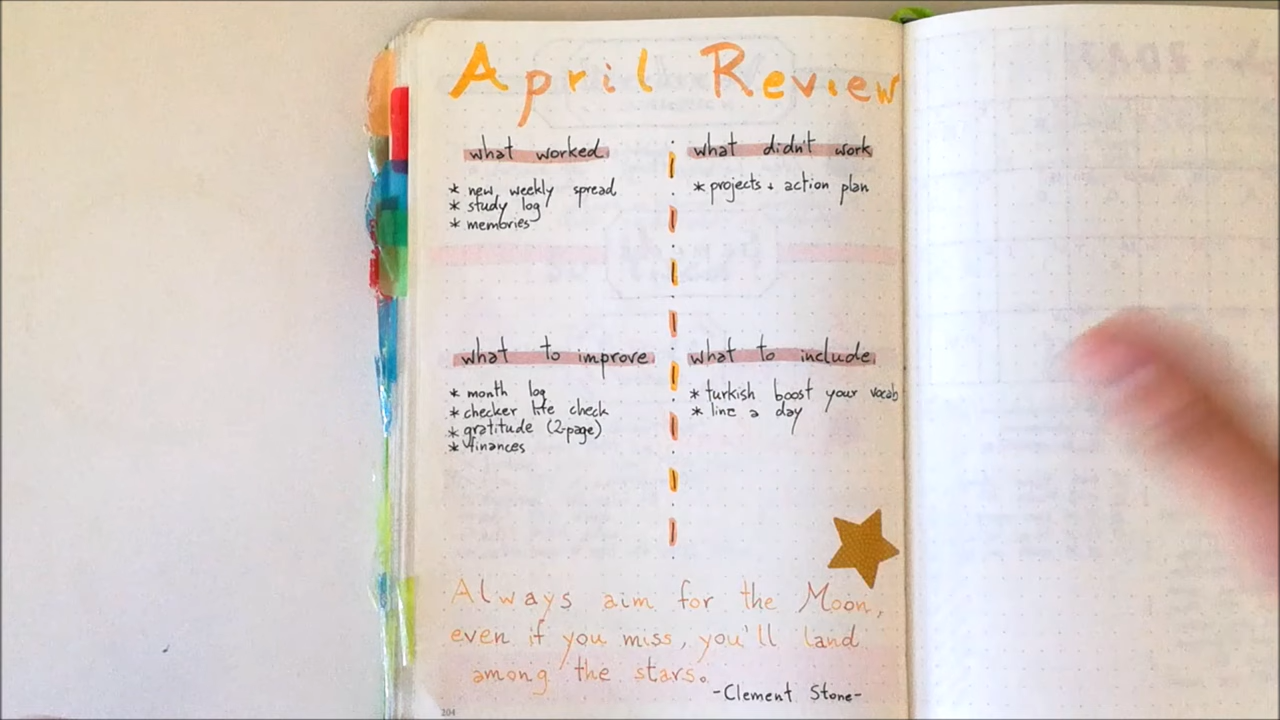 April Review
what worked
* new weekly spread
* study log
* memories
what didn't work
* projects + action plan
what to improve
* month log
* checker life check
* gratitude (2-page)
* finances
what to include
* turkish boost your vocab
* line a day
Always aim for the Moon,
even if you miss, you'll land
among the stars.
-Clement Stone-
204